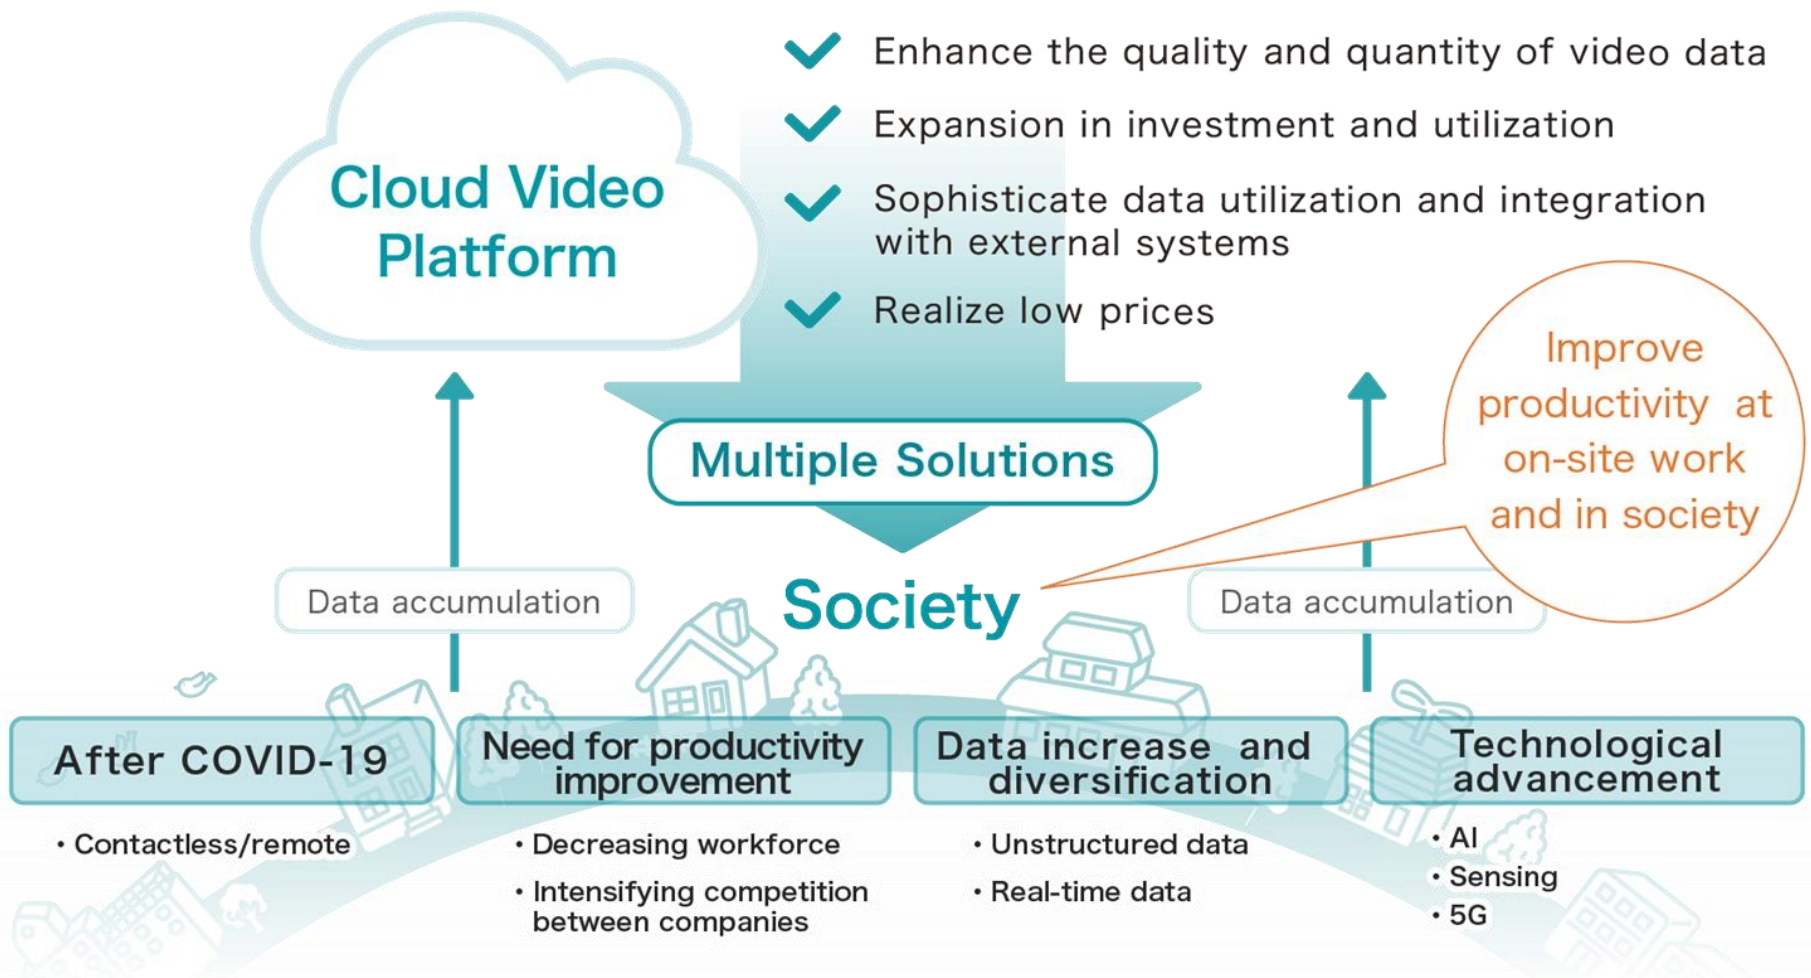 Cloud Video
Platform
Enhance the quality and quantity of video data
Expansion in investment and utilization
Sophisticate data utilization and integration
with external systems
Realize low prices
Improve
productivity at
on-site work
and in society
Multiple Solutions
Data accumulation
Society
Data accumulation
After COVID-19
・Contactless/remote
Need for productivity
improvement
・Decreasing workforce
・Intensifying competition
between companies
Data increase and
diversification
・Unstructured data
・Real-time data
Technological
advancement
・AI
・Sensing
・5G